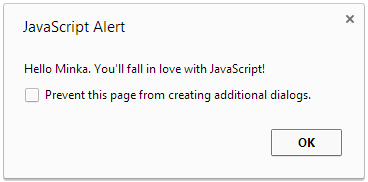 JavaScript Alert
Hello Minka. You'll fall in love with JavaScript!
Prevent this page from creating additional dialogs.
OK